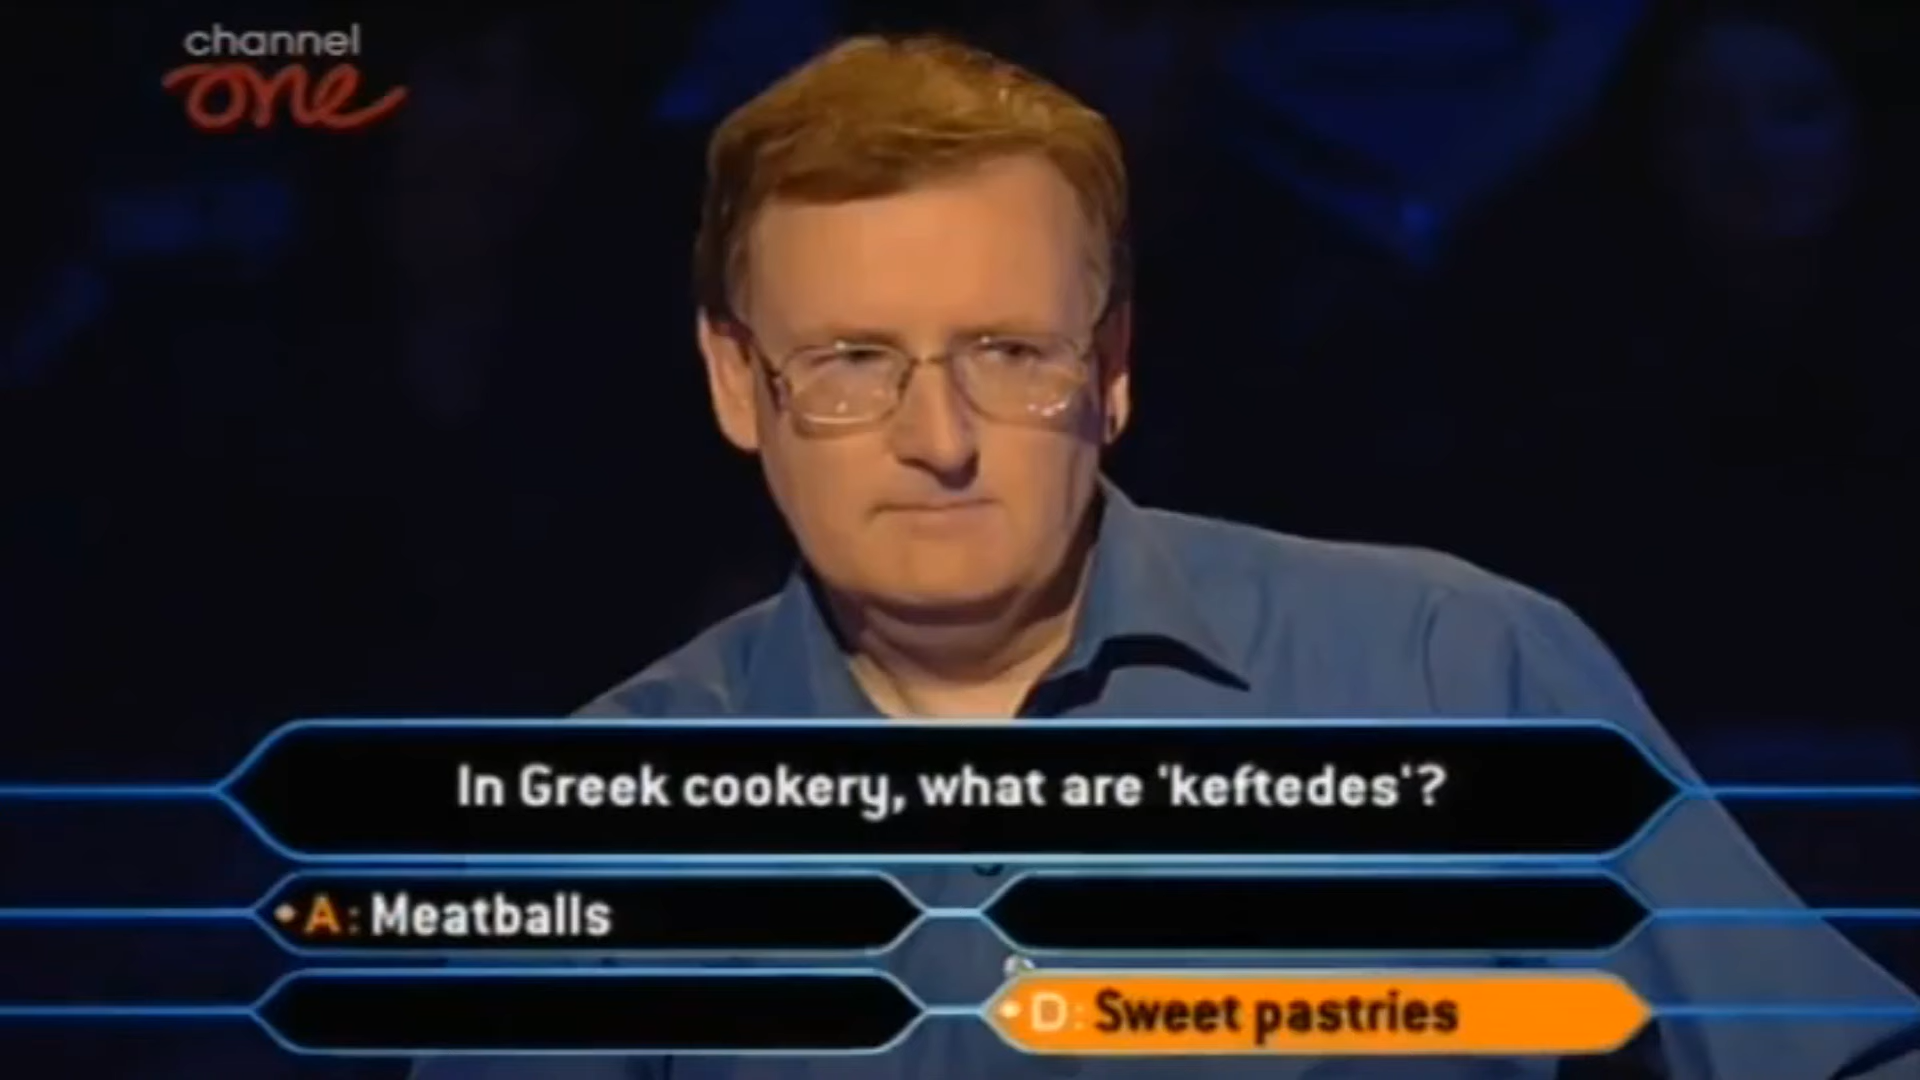 channel
one
In Greek cookery, what are 'keftedes'?
A: Meatballs
D: Sweet pastries